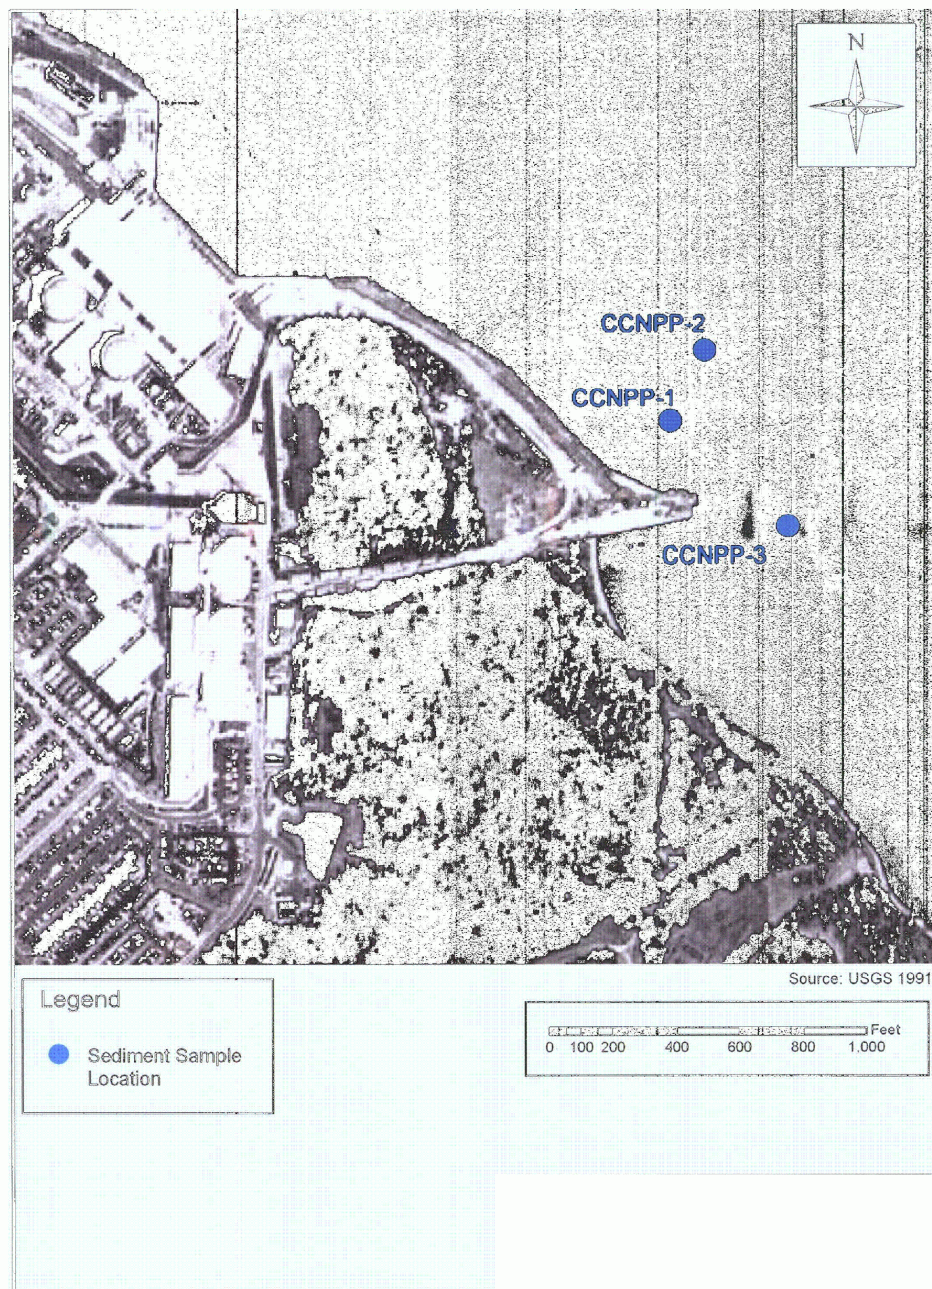 N
CCNPP-2
CCNPP-1
CCNPP-3
Source: USGS 1991
Legend
Sediment Sample
Location
Feet
0 100 200 400 600 800 1,000